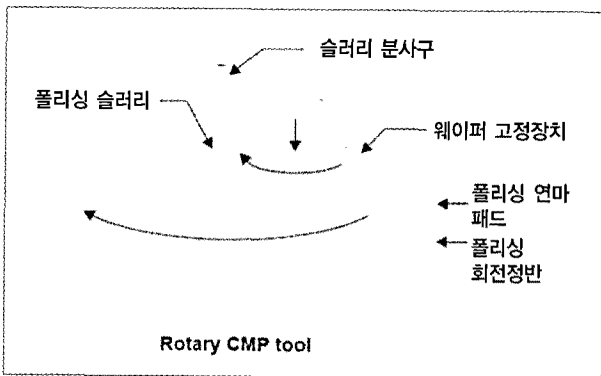 슬러리 분사구
폴리싱 슬러리
웨이퍼 고정장치
폴리싱 연마
패드
폴리싱
회전정반
Rotary CMP tool